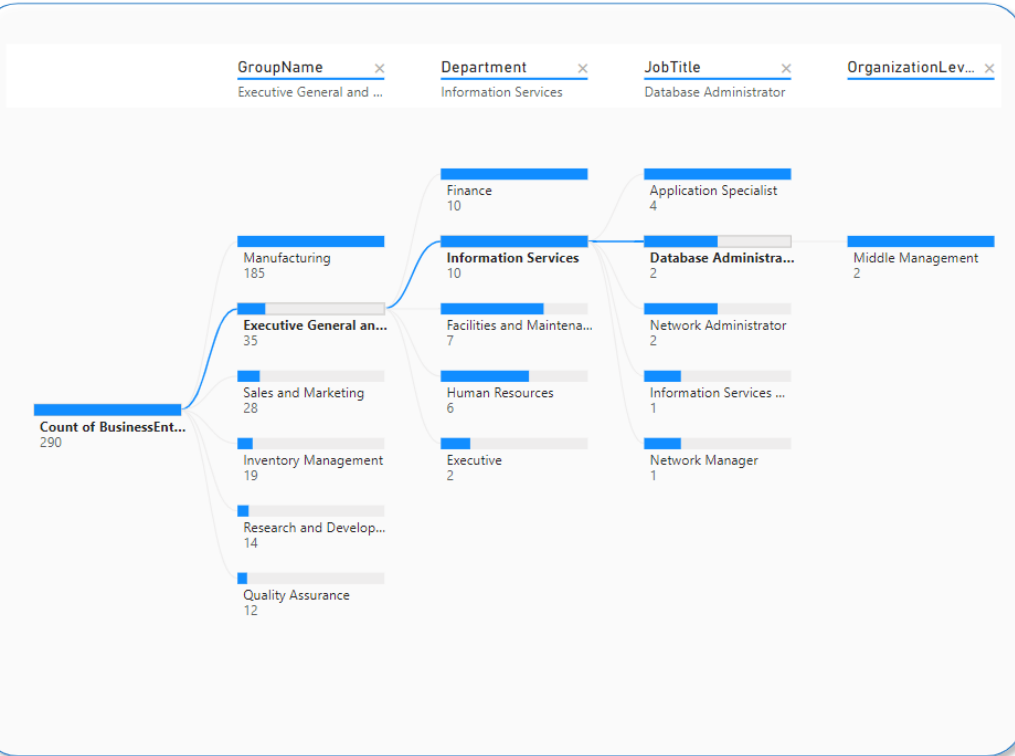 GroupName
Executive General and ...
Department
Information Services
JobTitle
Database Administrator
OrganizationLev...
Count of BusinessEnt...
290
Manufacturing
185
Executive General an...
35
Sales and Marketing
28
Inventory Management
19
Research and Develop...
14
Quality Assurance
12
Finance
10
Information Services
10
Facilities and Maintena...
7
Human Resources
6
Executive
2
Application Specialist
4
Database Administra...
2
Network Administrator
2
Information Services ...
1
Network Manager
1
Middle Management
2